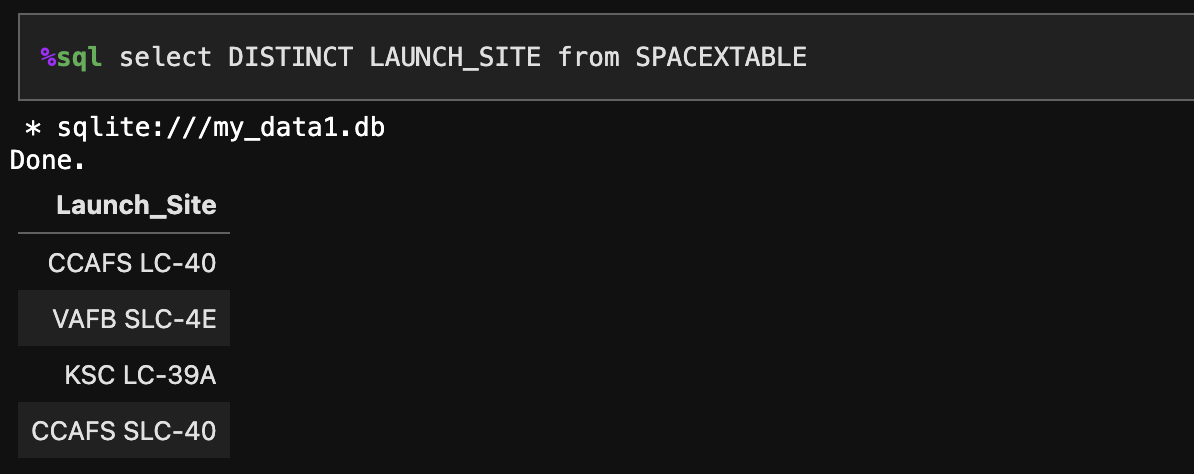 %sql select DISTINCT LAUNCH_SITE from SPACEXTABLE
* sqlite:///my_data1.db
Done.
Launch_Site
CCAFS LC-40
VAFB SLC-4E
KSC LC-39A
CCAFS SLC-40